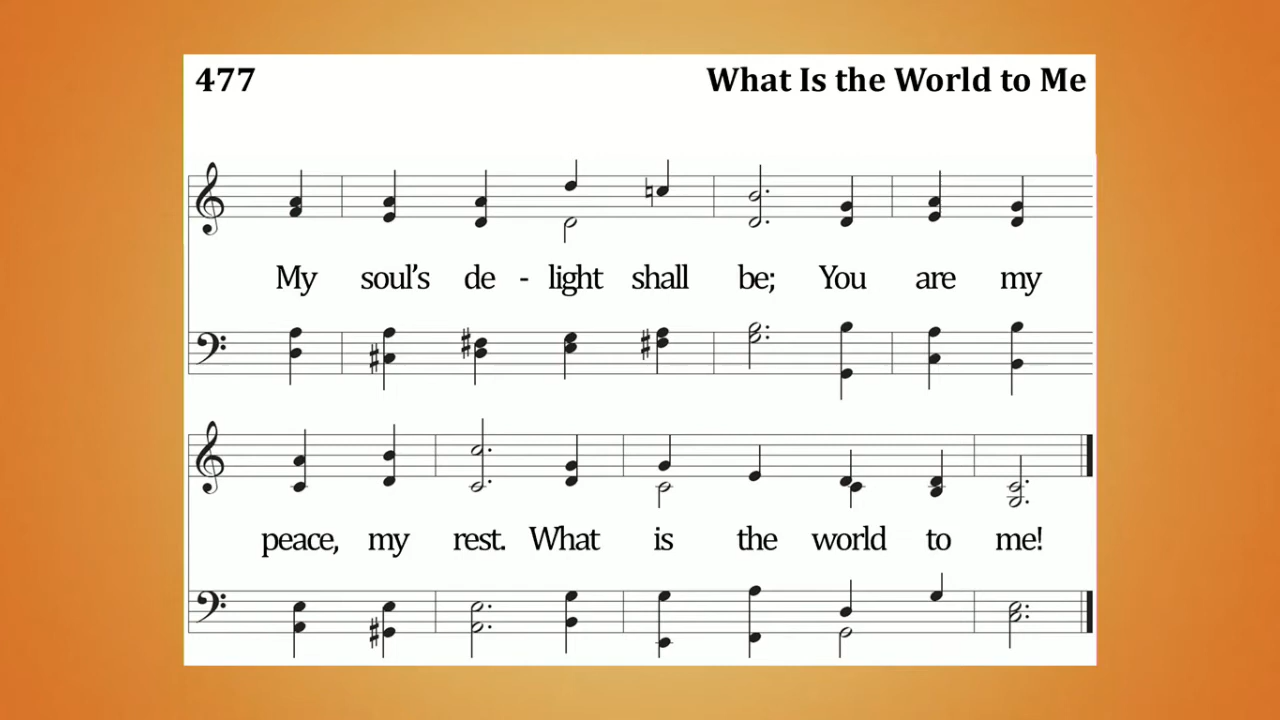 477 What Is the World to Me
My soul’s de - light shall be; You are my
peace, my rest. What is the world to me!